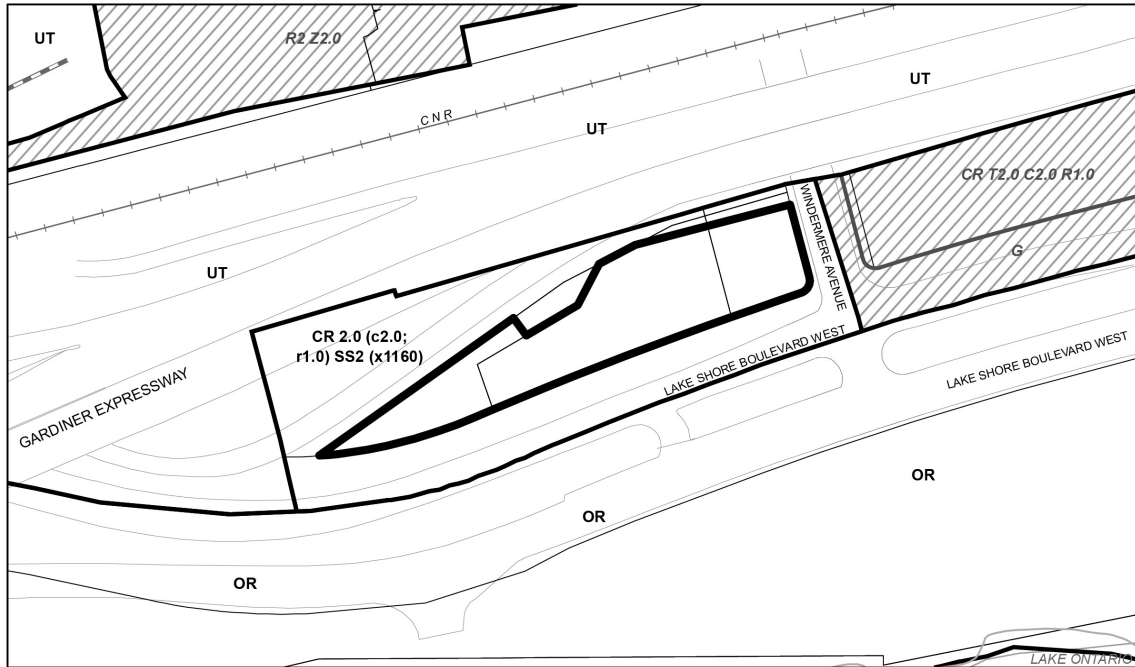 UT
R2 Z2.0
UT
CNR
UT
CR T2.0 C2.0 R1.0
WINDERMERE AVENUE
G
UT
CR 2.0 (c2.0;
r1.0) SS2 (x1160)
LAKE SHORE BOULEVARD WEST
LAKE SHORE BOULEVARD WEST
GARDINER EXPRESSWAY
OR
OR
OR
LAKE ONTARIO